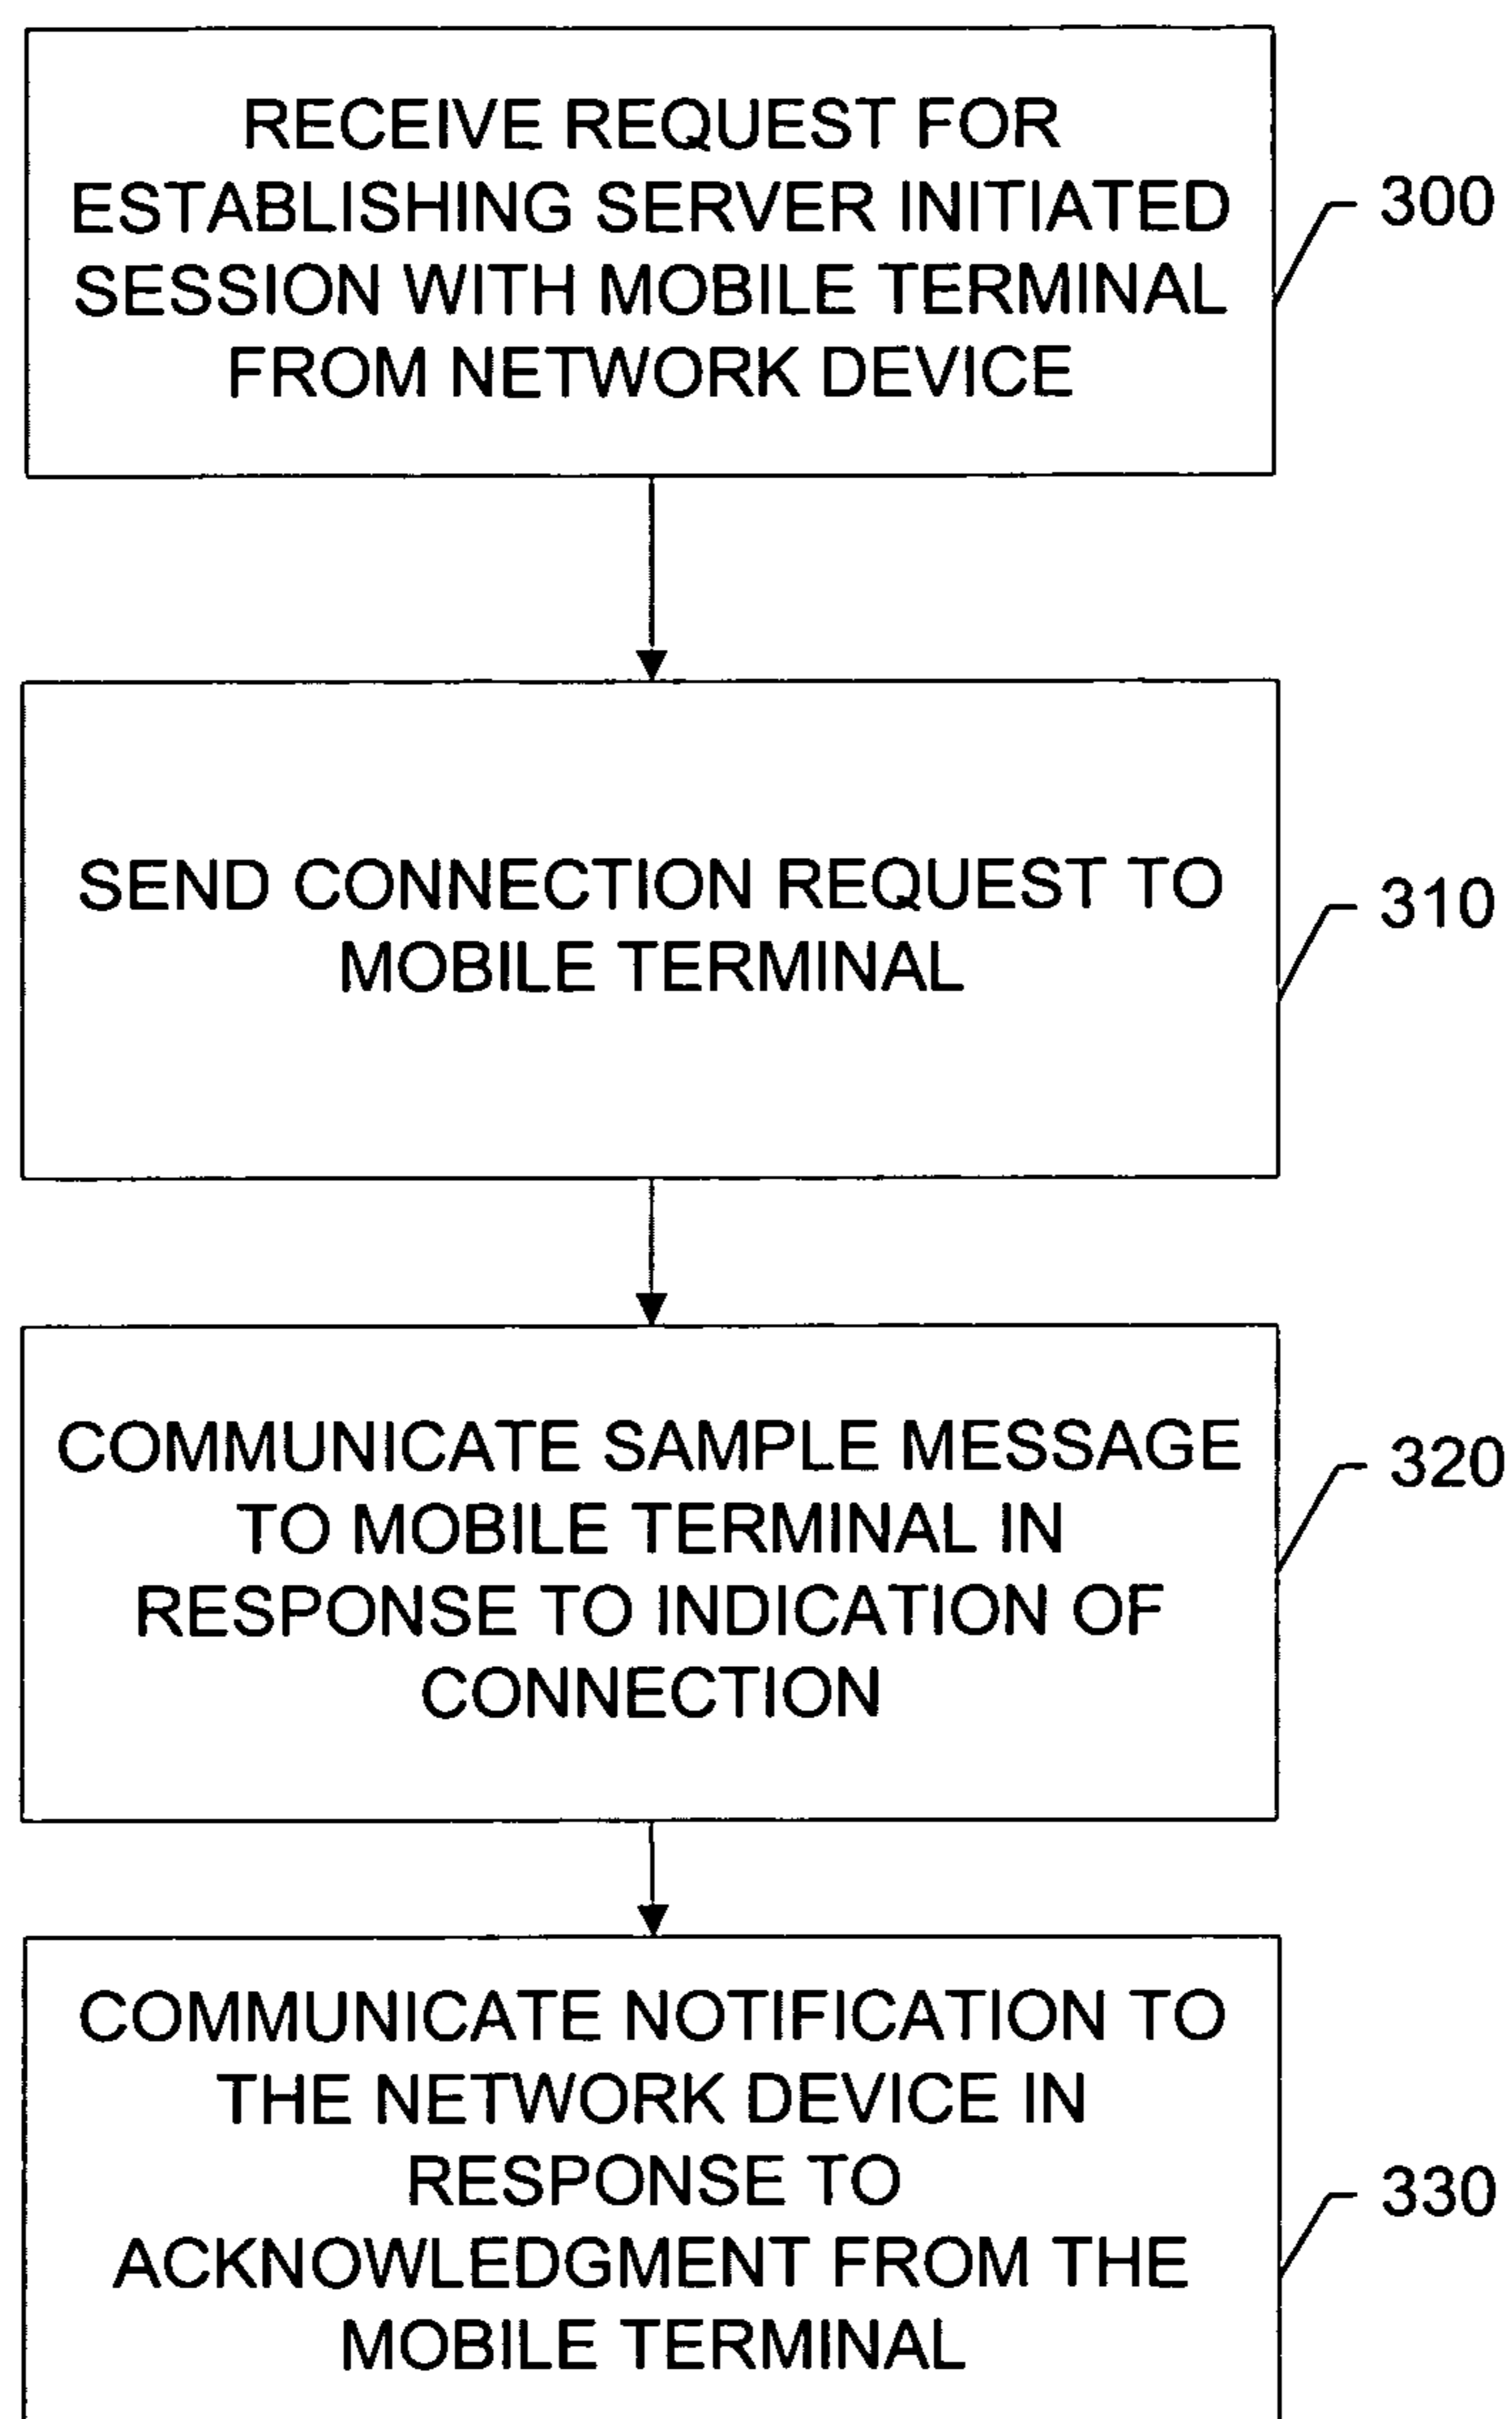 RECEIVE REQUEST FOR
ESTABLISHING SERVER INITIATED
SESSION WITH MOBILE TERMINAL
FROM NETWORK DEVICE
300
SEND CONNECTION REQUEST TO
MOBILE TERMINAL
310
COMMUNICATE SAMPLE MESSAGE
TO MOBILE TERMINAL IN
RESPONSE TO INDICATION OF
CONNECTION
320
COMMUNICATE NOTIFICATION TO
THE NETWORK DEVICE IN
RESPONSE TO
ACKNOWLEDGMENT FROM THE
MOBILE TERMINAL
330